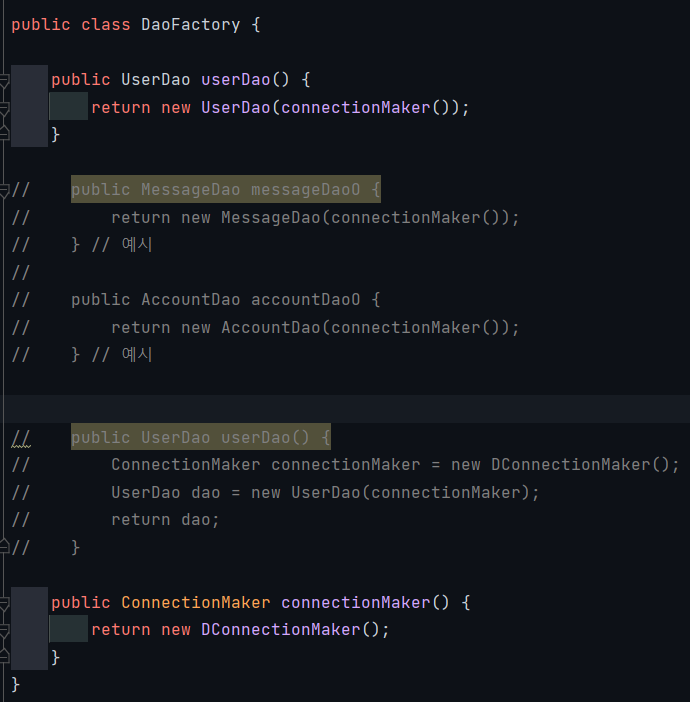 public class DaoFactory {
public UserDao userDao() {
return new UserDao(connectionMaker());
}
// public MessageDao messageDaoO {
// return new MessageDao(connectionMaker());
// } // 예시
//
// public AccountDao accountDaoO {
// return new AccountDao(connectionMaker());
// } // 예시
// public UserDao userDao() {
// ConnectionMaker connectionMaker = new DConnectionMaker();
// UserDao dao = new UserDao(connectionMaker);
// return dao;
// }
public ConnectionMaker connectionMaker() {
return new DConnectionMaker();
}
}